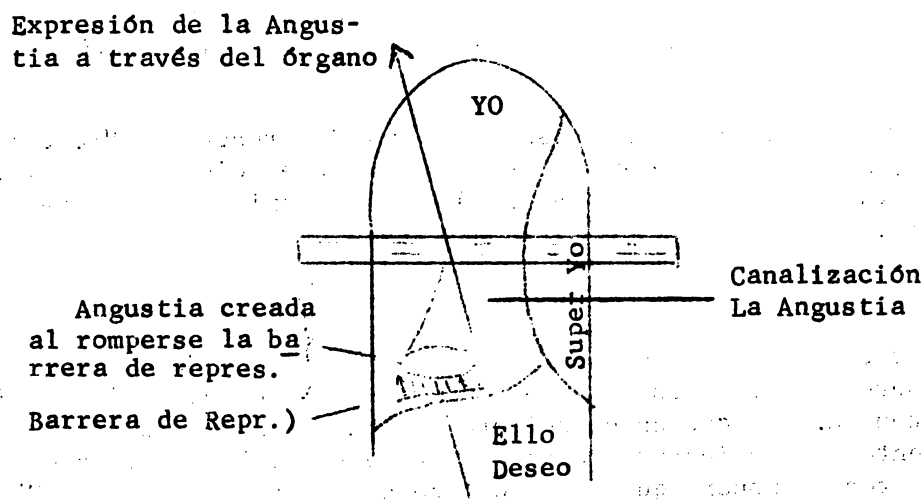 Expresión de la Angus-
tia a través del órgano
YO
Super Yo
Canalización
La Angustia
Angustia creada
al romperse la ba
rrera de repres.
Barrera de Repr.)
Ello
Deseo